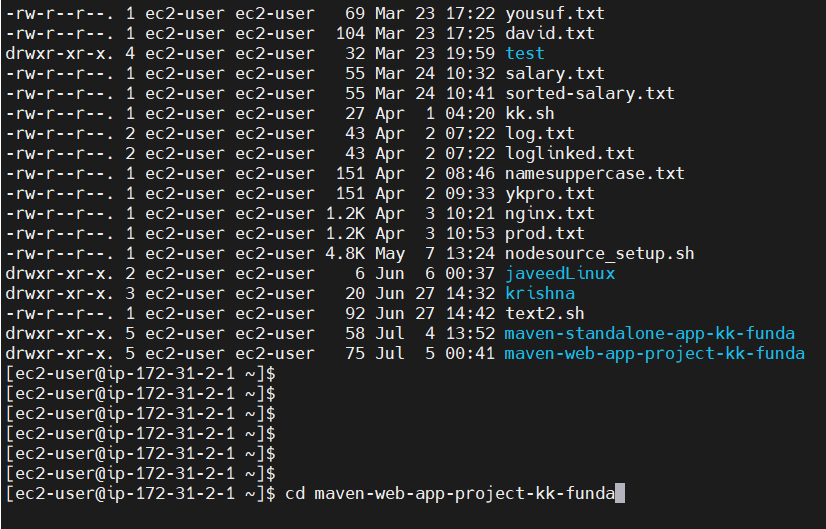 -rw-r--r--. 1 ec2-user ec2-user   69 Mar 23 17:22 yousuf.txt
-rw-r--r--. 1 ec2-user ec2-user  104 Mar 23 17:25 david.txt
drwxr-xr-x. 4 ec2-user ec2-user   32 Mar 23 19:59 test
-rw-r--r--. 1 ec2-user ec2-user   55 Mar 24 10:32 salary.txt
-rw-r--r--. 1 ec2-user ec2-user   55 Mar 24 10:41 sorted-salary.txt
-rw-r--r--. 1 ec2-user ec2-user   27 Apr  1 04:20 kk.sh
-rw-r--r--. 2 ec2-user ec2-user   43 Apr  2 07:22 log.txt
-rw-r--r--. 2 ec2-user ec2-user   43 Apr  2 07:22 loglinked.txt
-rw-r--r--. 1 ec2-user ec2-user  151 Apr  2 08:46 namesuppercase.txt
-rw-r--r--. 1 ec2-user ec2-user  151 Apr  2 09:33 ykpro.txt
-rw-r--r--. 1 ec2-user ec2-user 1.2K Apr  3 10:21 nginx.txt
-rw-r--r--. 1 ec2-user ec2-user 1.2K Apr  3 10:53 prod.txt
-rw-r--r--. 1 ec2-user ec2-user 4.8K May  7 13:24 nodesource_setup.sh
drwxr-xr-x. 2 ec2-user ec2-user    6 Jun  6 00:37 javeedLinux
drwxr-xr-x. 3 ec2-user ec2-user   20 Jun 27 14:32 krishna
-rw-r--r--. 1 ec2-user ec2-user   92 Jun 27 14:42 text2.sh
drwxr-xr-x. 5 ec2-user ec2-user   58 Jul  4 13:52 maven-standalone-app-kk-funda
drwxr-xr-x. 5 ec2-user ec2-user   75 Jul  5 00:41 maven-web-app-project-kk-funda
[ec2-user@ip-172-31-2-1 ~]$
[ec2-user@ip-172-31-2-1 ~]$
[ec2-user@ip-172-31-2-1 ~]$
[ec2-user@ip-172-31-2-1 ~]$
[ec2-user@ip-172-31-2-1 ~]$
[ec2-user@ip-172-31-2-1 ~]$
[ec2-user@ip-172-31-2-1 ~]$ cd maven-web-app-project-kk-funda